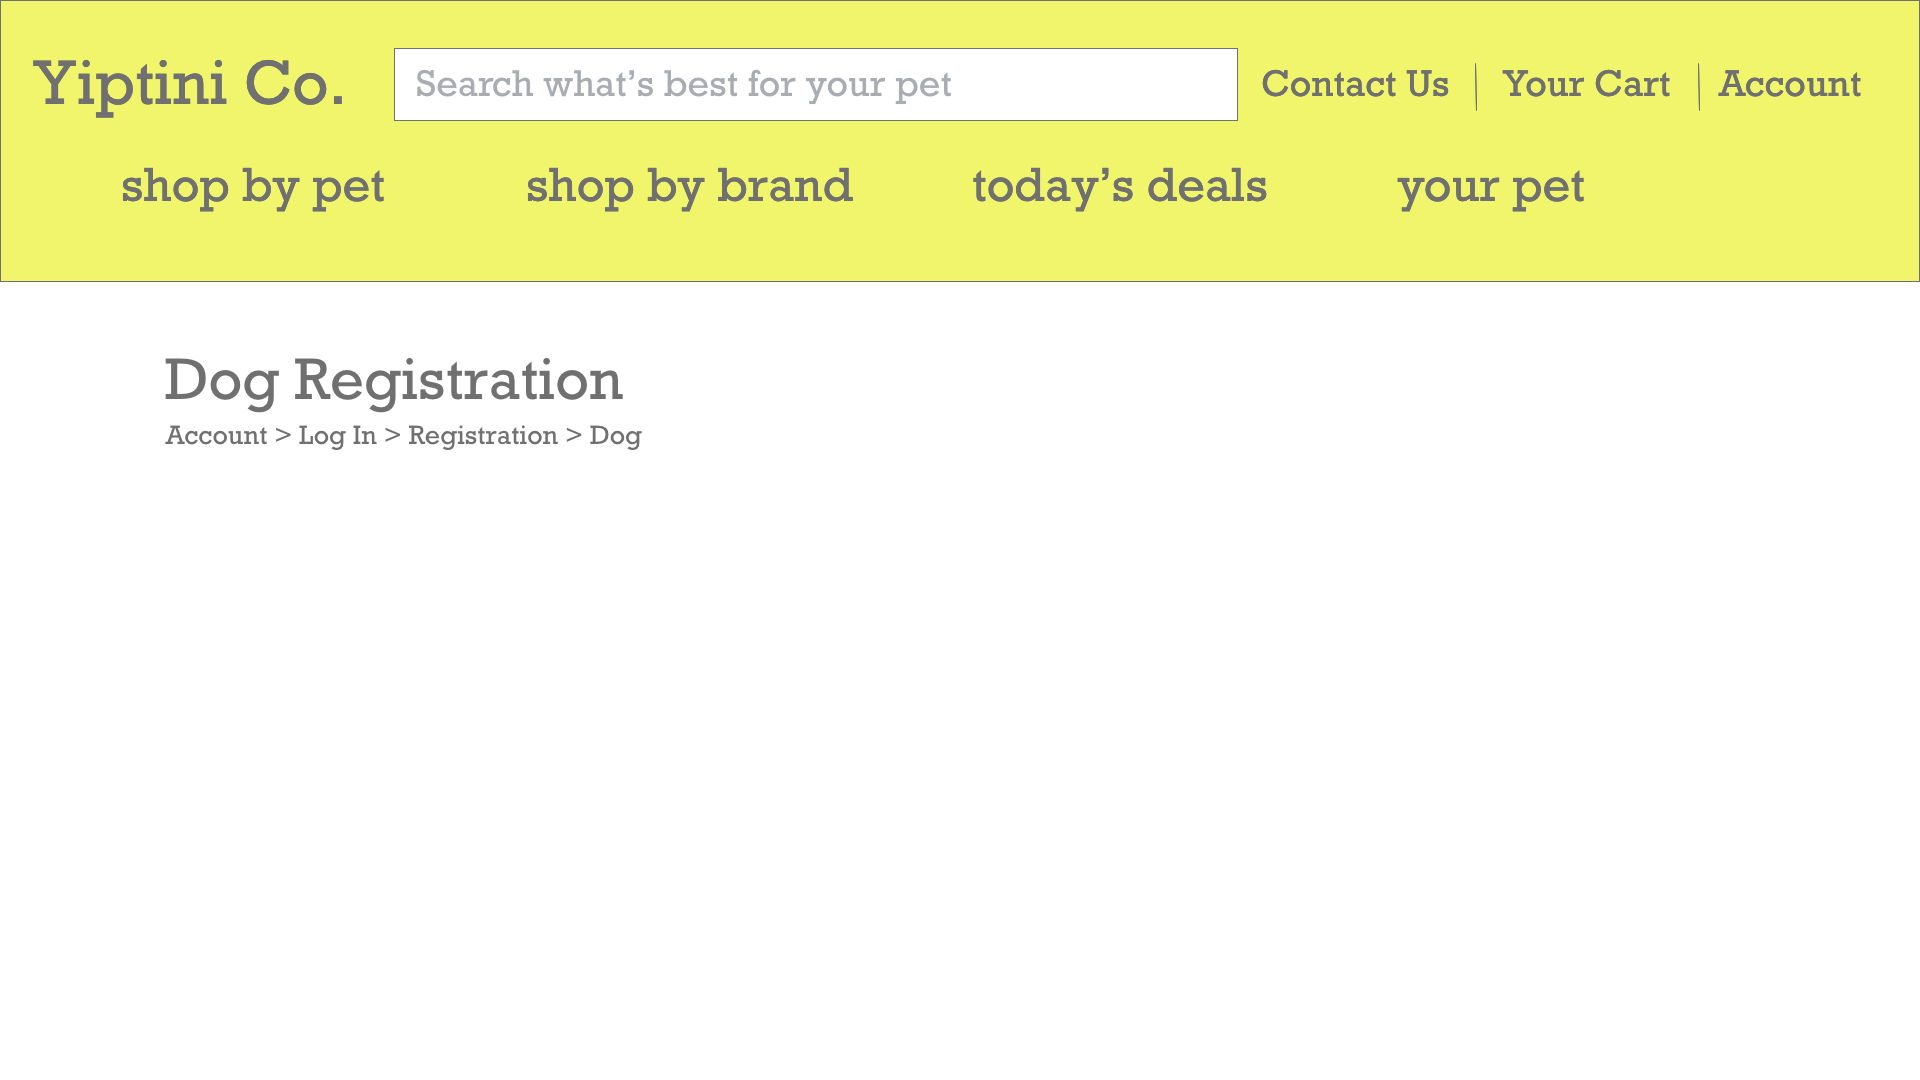 Yiptini Co.
Search what’s best for your pet
Contact Us
Your Cart
Account
shop by pet
shop by brand
today’s deals
your pet
Dog Registration
Account > Log In > Registration > Dog